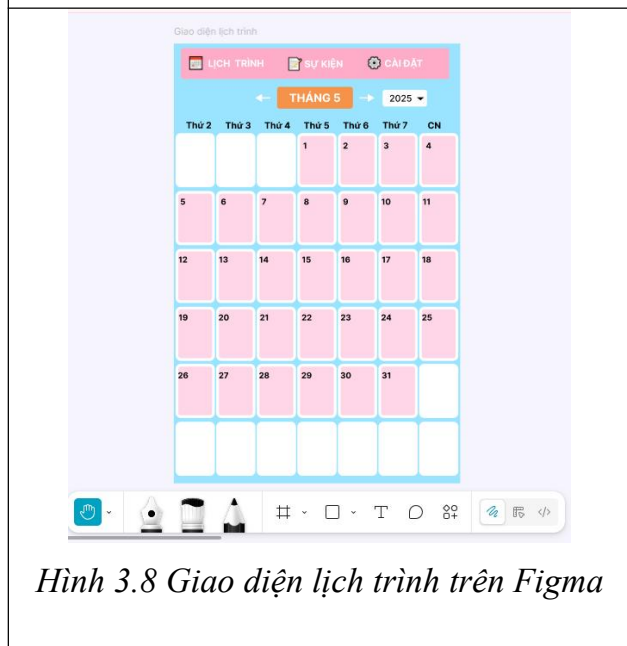 Giao diện lịch trình
LỊCH TRÌNH SỰ KIỆN CÀI ĐẶT
← THÁNG 5 → 2025
Thứ 2 Thứ 3 Thứ 4 Thứ 5 Thứ 6 Thứ 7 CN
1 2 3 4
5 6 7 8 9 10 11
12 13 14 15 16 17 18
19 20 21 22 23 24 25
26 27 28 29 30 31
T </>
Hình 3.8 Giao diện lịch trình trên Figma